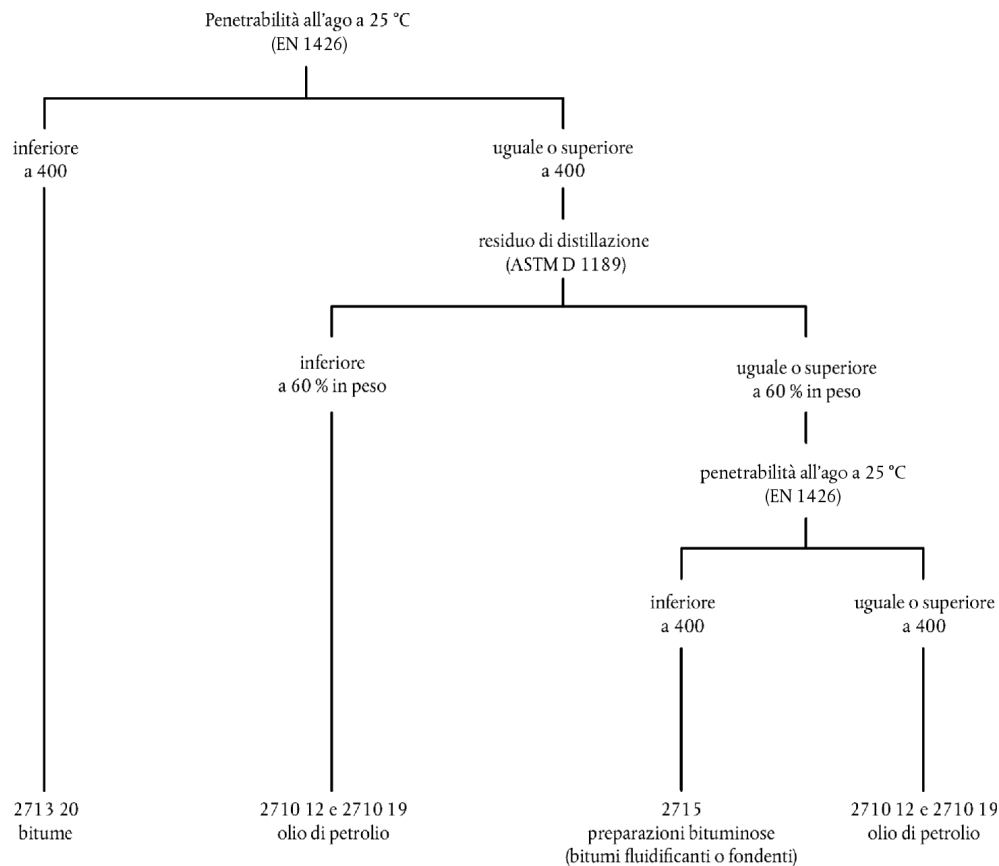 Penetrabilità all'ago a 25 °C
(EN 1426)
inferiore
a 400
uguale o superiore
a 400
residuo di distillazione
(ASTM D 1189)
inferiore
a 60 % in peso
uguale o superiore
a 60 % in peso
penetrabilità all'ago a 25 °C
(EN 1426)
inferiore
a 400
uguale o superiore
a 400
2713 20
bitume
2710 12 e 2710 19
olio di petrolio
2715
preparazioni bituminose
(bitumi fluidificanti o fondenti)
2710 12 e 2710 19
olio di petrolio